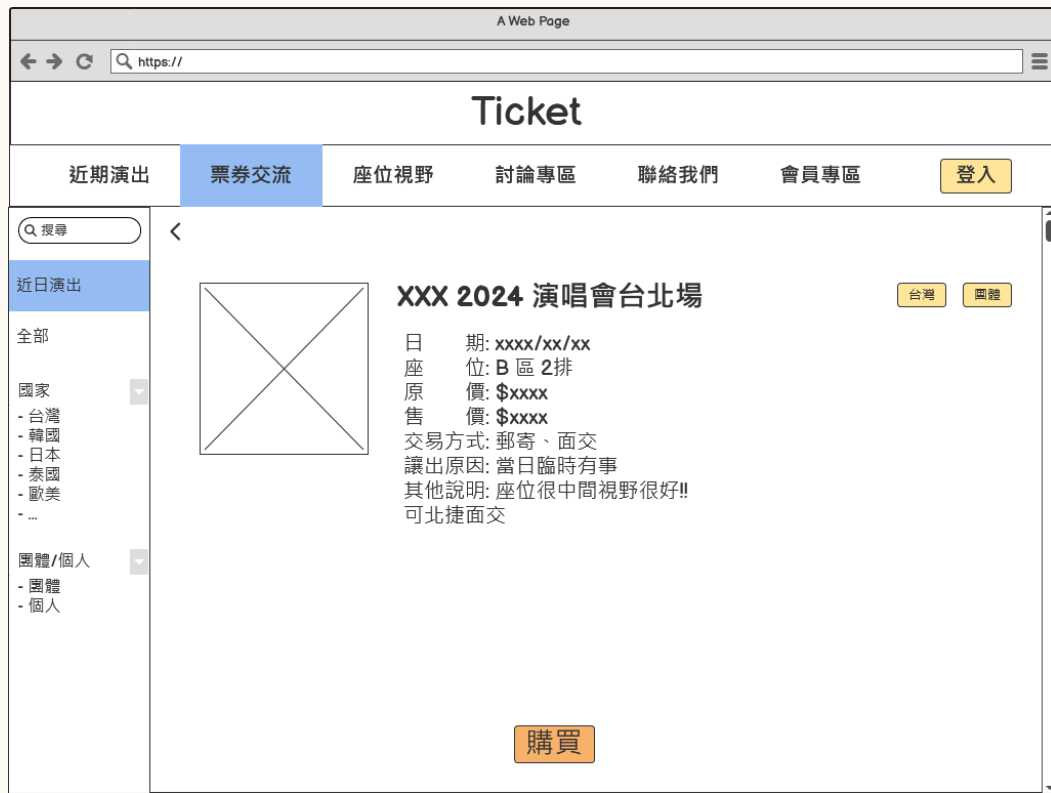 A Web Page
https://
Ticket
近期演出 票券交流 座位視野 討論專區 聯絡我們 會員專區 登入
搜尋
近日演出
全部
國家
- 台灣
- 韓國
- 日本
- 泰國
- 歐美
- ...
團體/個人
- 團體
- 個人
XXX 2024 演唱會台北場
台灣 團體
日 期: xxxx/xx/xx
座 位: B 區 2排
原 價: $xxxx
售 價: $xxxx
交易方式: 郵寄、面交
讓出原因: 當日臨時有事
其他說明: 座位很中間視野很好!!
可北捷面交
購買